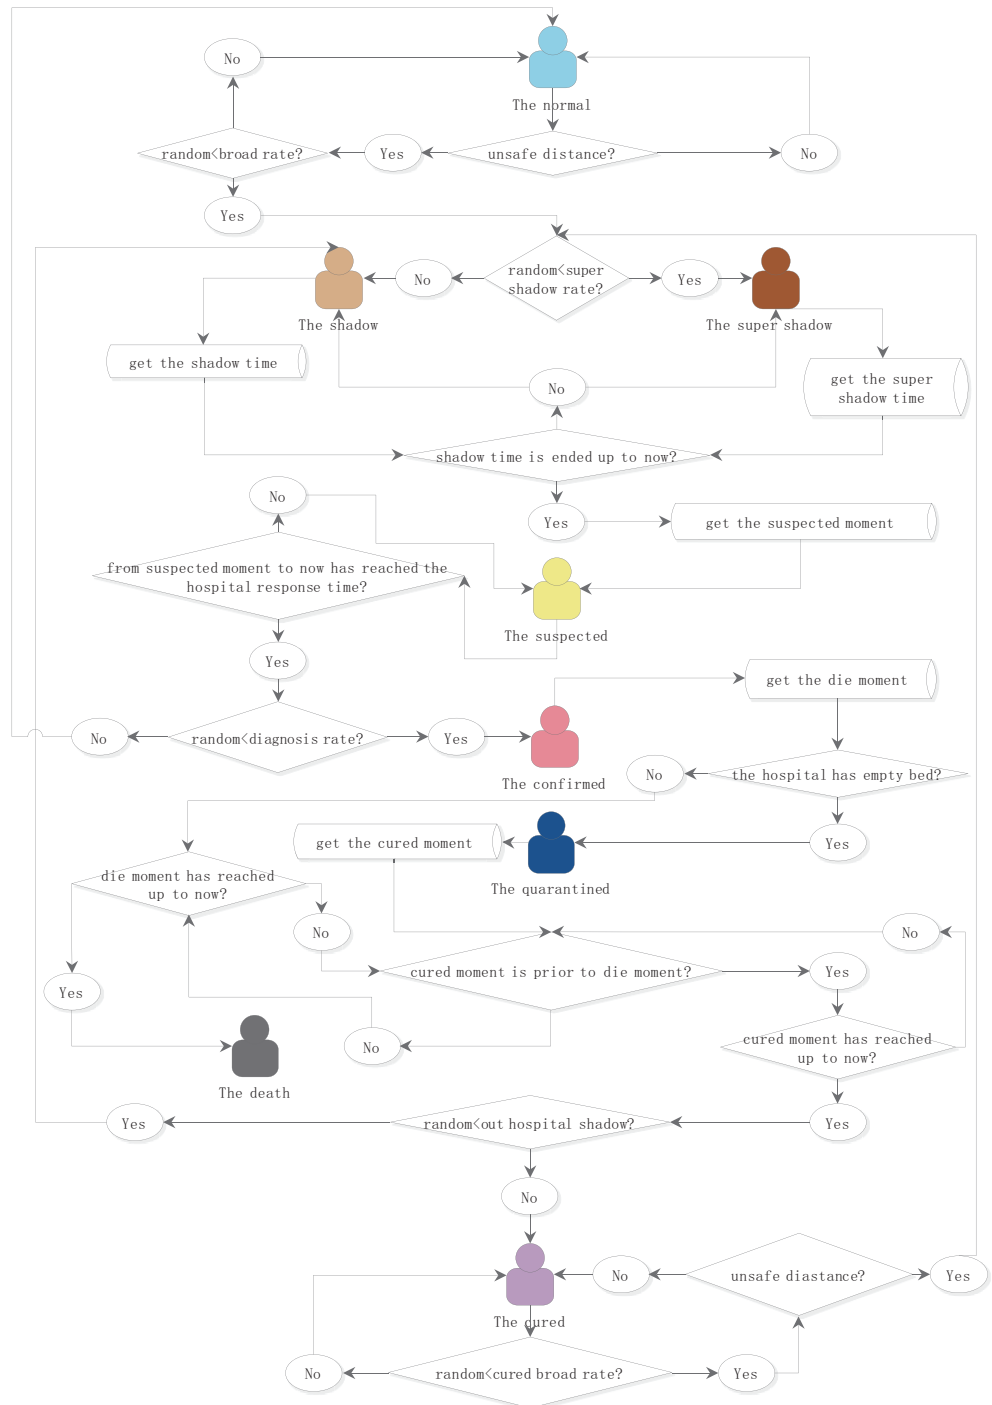 No
The normal
random<broad rate?
Yes
unsafe distance?
No
Yes
random<super
shadow rate?
No
Yes
The shadow
The super shadow
get the shadow time
No
get the super
shadow time
shadow time is ended up to now?
No
Yes
get the suspected moment
from suspected moment to now has reached the
hospital response time?
The suspected
Yes
get the die moment
No
random<diagnosis rate?
Yes
The confirmed
No
the hospital has empty bed?
get the cured moment
Yes
die moment has reached
up to now?
The quarantined
No
No
cured moment is prior to die moment?
Yes
Yes
No
cured moment has reached
up to now?
The death
Yes
random<out hospital shadow?
Yes
No
No
unsafe diastance?
Yes
The cured
No
random<cured broad rate?
Yes